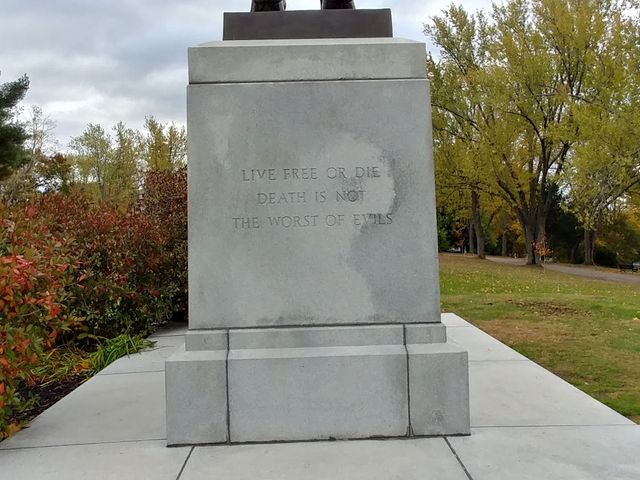 LIVE FREE OR DIE
DEATH IS NOT
THE WORST OF EVILS